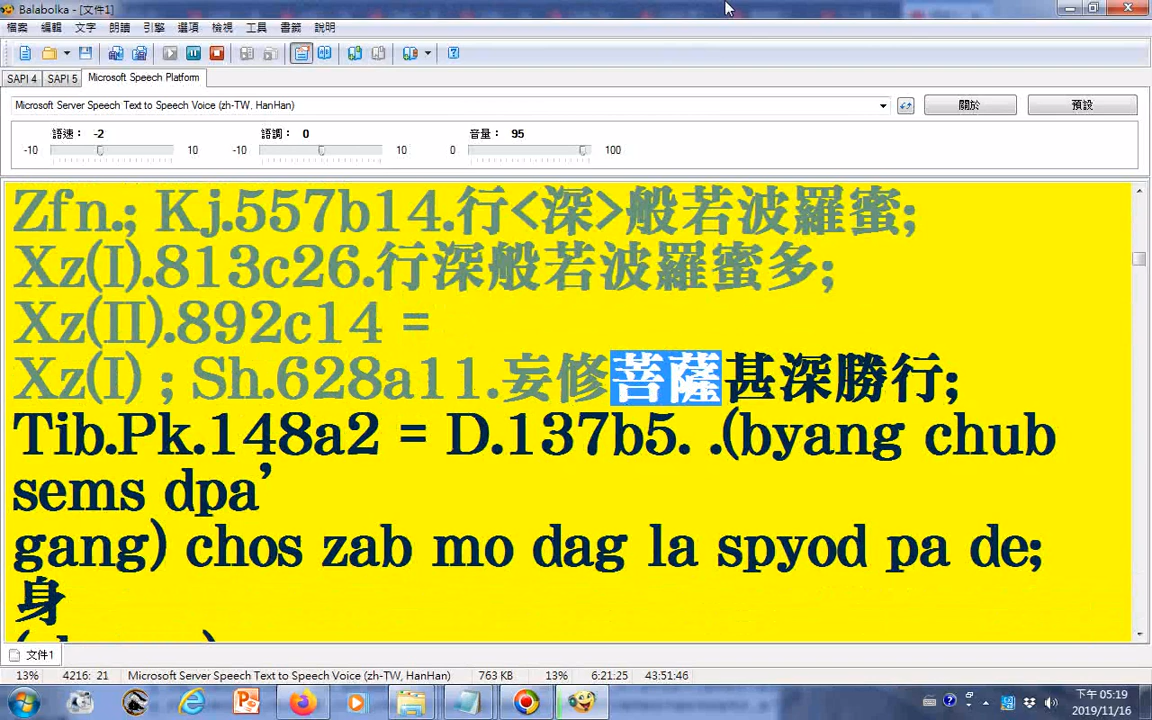 Balabolka - [文件1]
檔案 編輯 文字 朗讀 引擎 選項 檢視 工具 書籤 說明
SAPI 4 SAPI 5 Microsoft Speech Platform
Microsoft Server Speech Text to Speech Voice (zh-TW, HanHan) 關於 預設
語速： -2 語調： 0 音量： 95
-10 10 -10 10 0 100
Zfn.; Kj.557b14.行<深>般若波羅蜜;
Xz(I).813c26.行深般若波羅蜜多;
Xz(II).892c14 =
Xz(I) ; Sh.628a11.妄修菩薩甚深勝行;
Tib.Pk.148a2 = D.137b5. .(byang chub
sems dpa'
gang) chos zab mo dag la spyod pa de;
身
文件1
13% 4216: 21 Microsoft Server Speech Text to Speech Voice (zh-TW, HanHan) 763 KB 13% 6:21:25 43:51:46
下午 05:19
2019/11/16